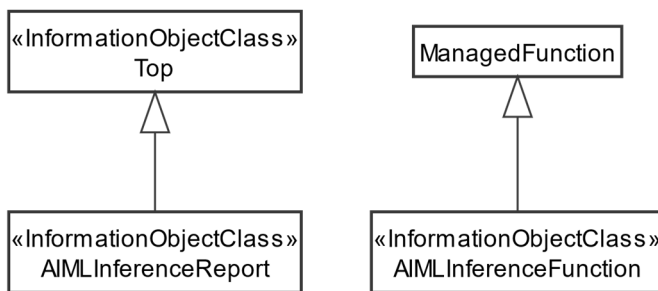 «InformationObjectClass»
Top
ManagedFunction
«InformationObjectClass»
AIMLInferenceReport
«InformationObjectClass»
AIMLInferenceFunction